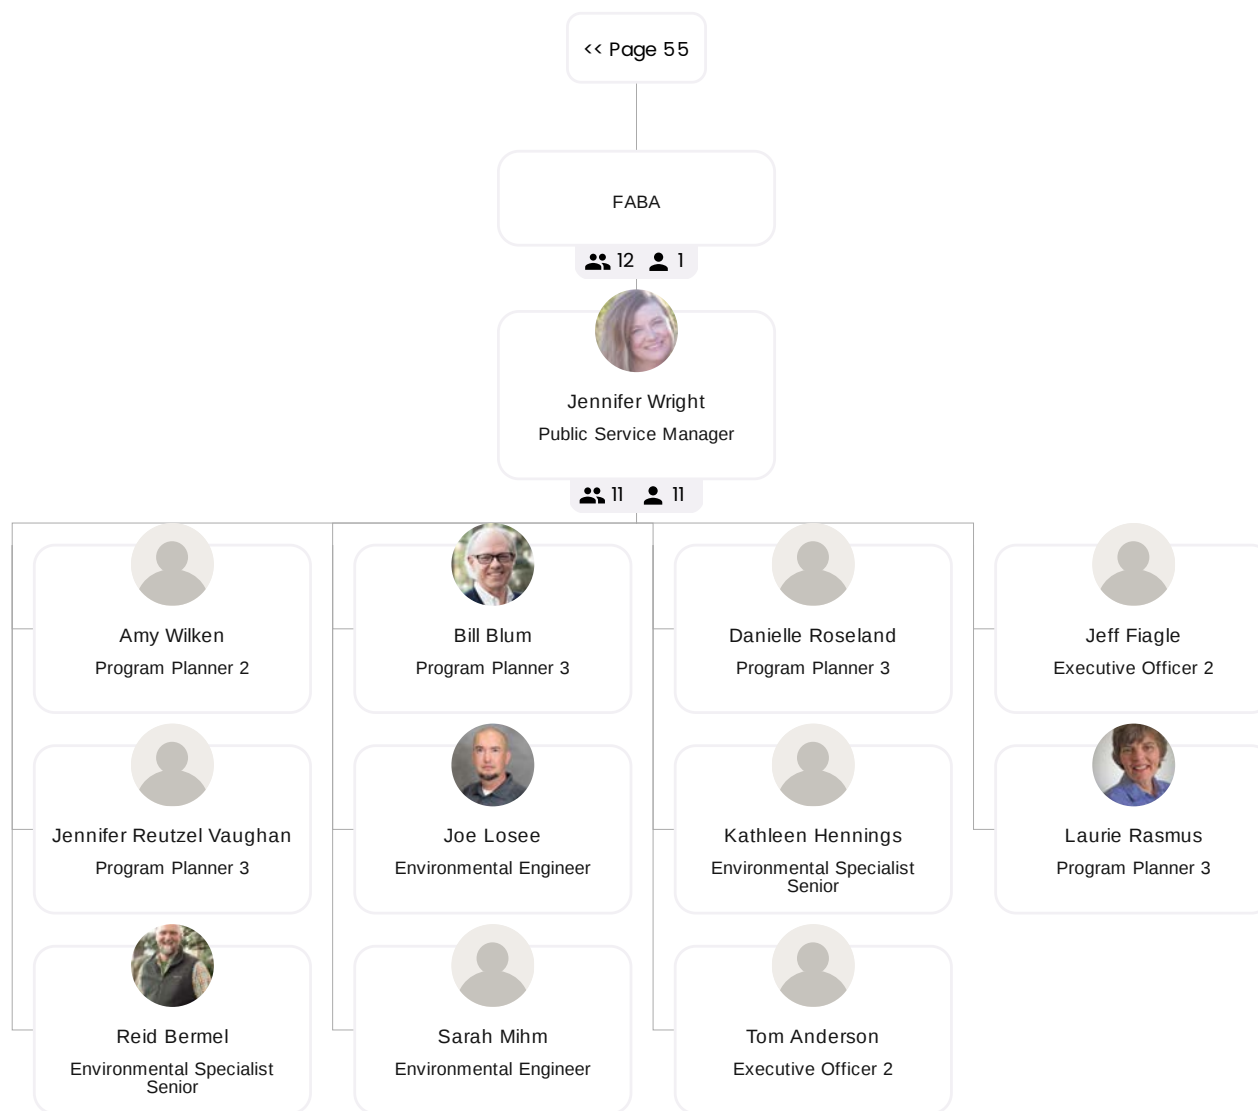 << Page 55
FABA
12 1
Jennifer Wright
Public Service Manager
11 11
Amy Wilken
Program Planner 2
Bill Blum
Program Planner 3
Danielle Roseland
Program Planner 3
Jeff Fiagle
Executive Officer 2
Jennifer Reutzel Vaughan
Program Planner 3
Joe Losee
Environmental Engineer
Kathleen Hennings
Environmental Specialist
Senior
Laurie Rasmus
Program Planner 3
Reid Bermel
Environmental Specialist
Senior
Sarah Mihm
Environmental Engineer
Tom Anderson
Executive Officer 2